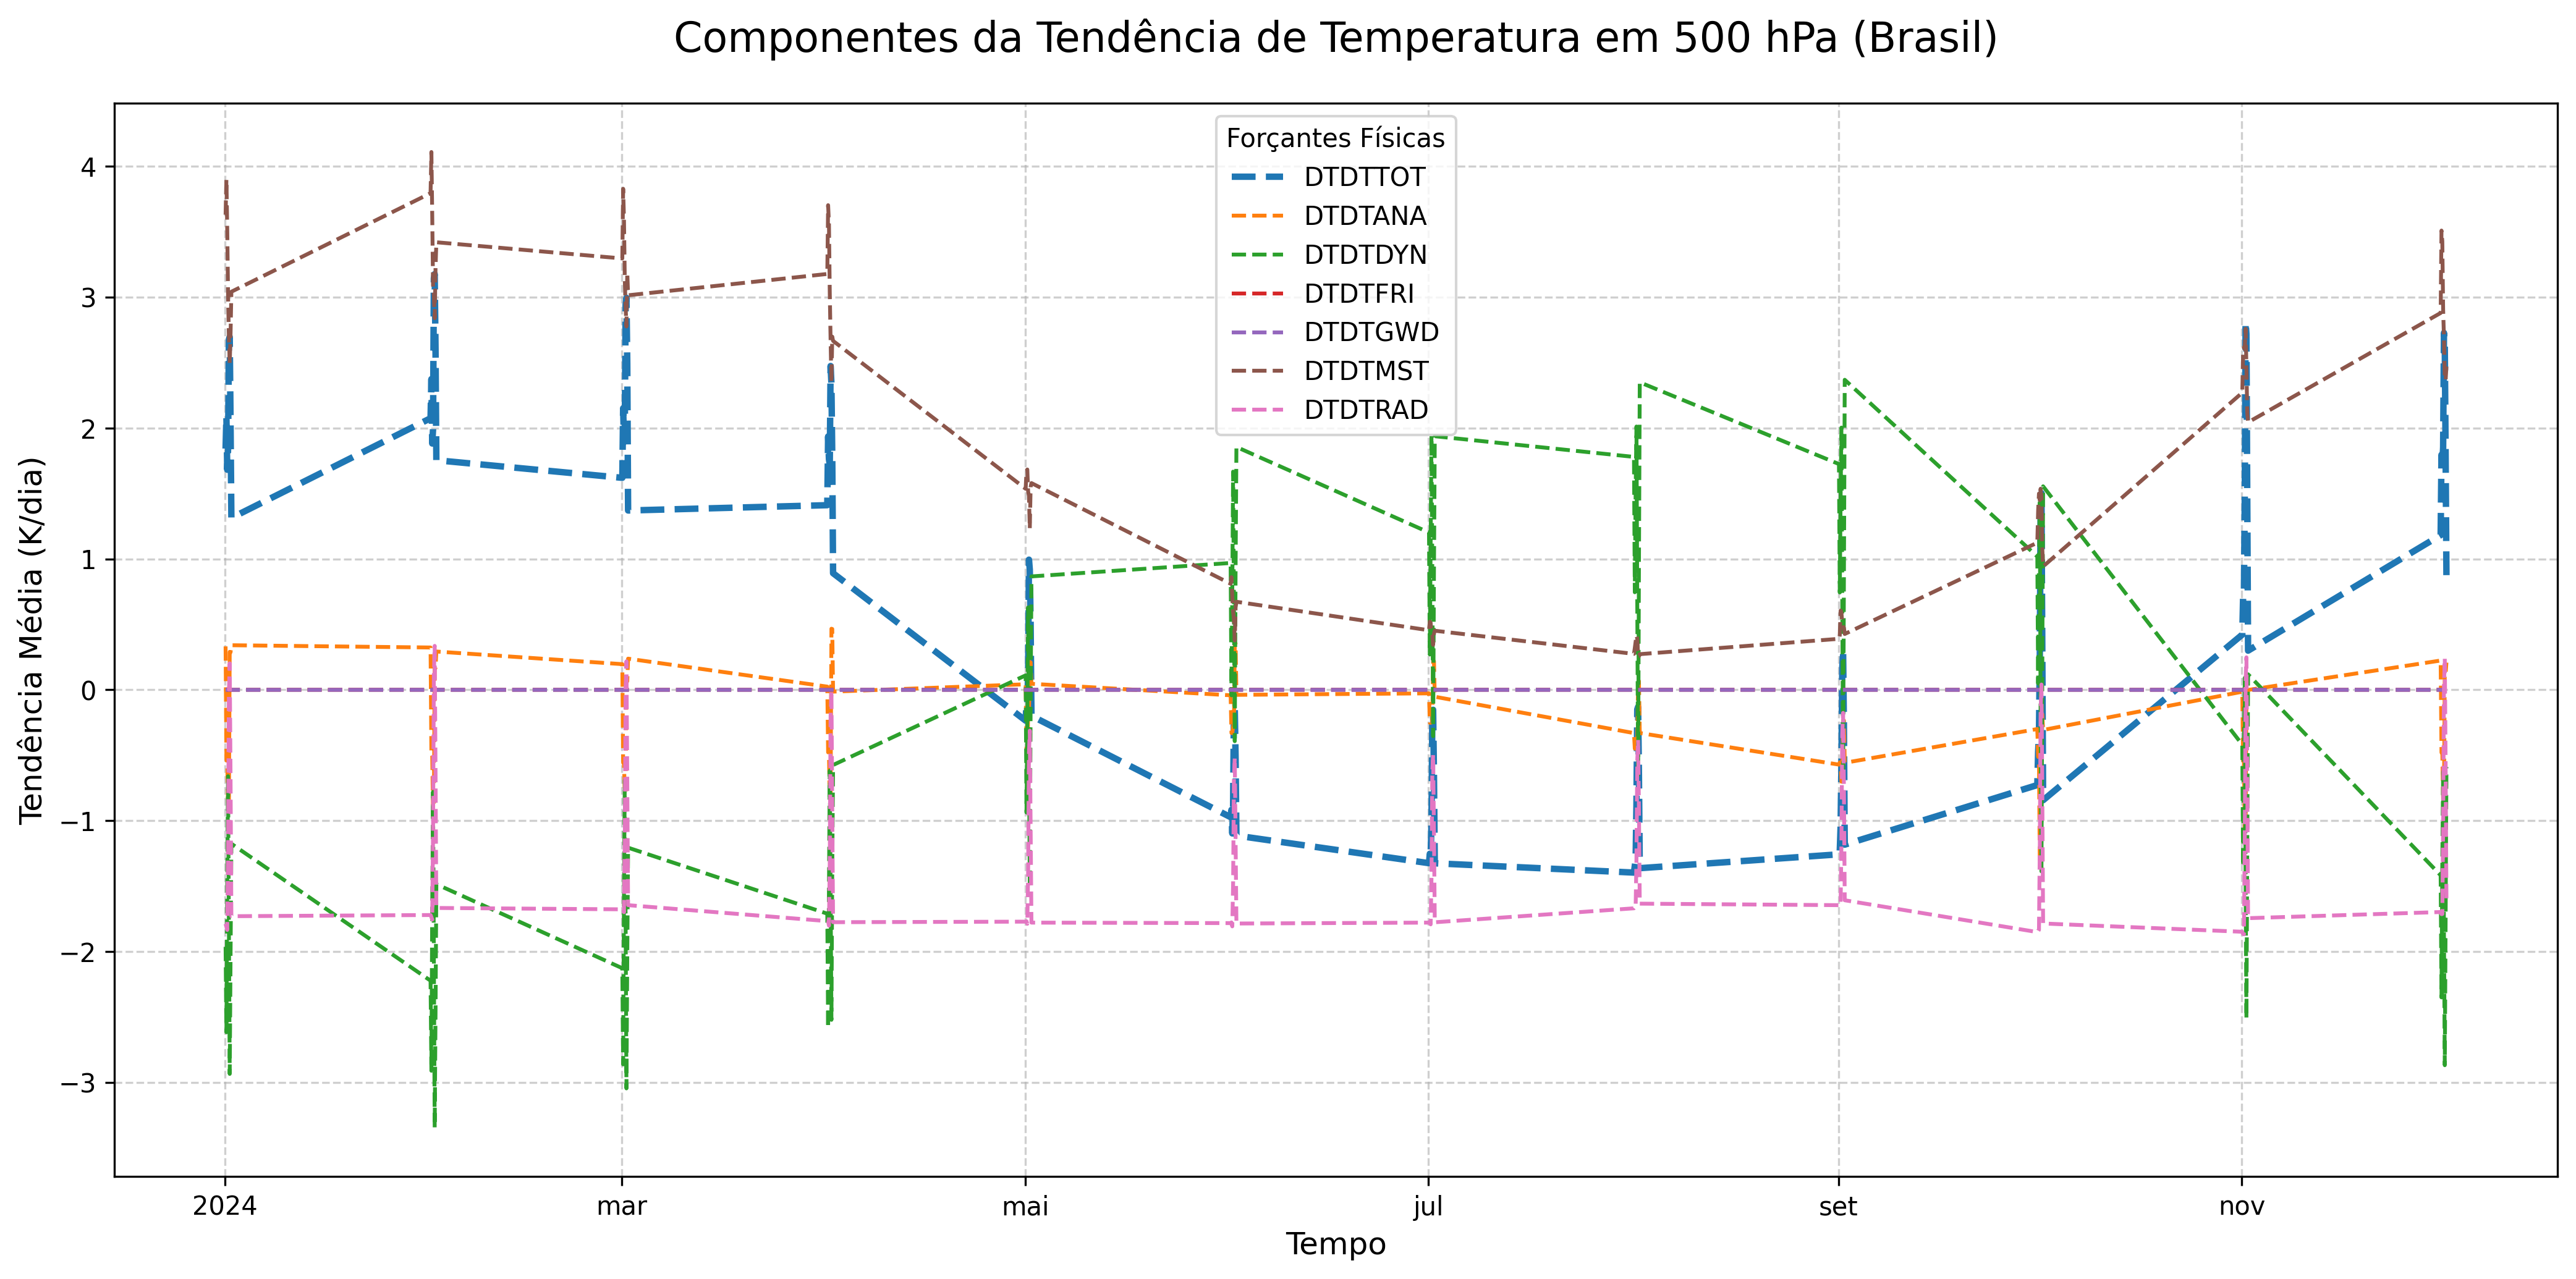 Componentes da Tendência de Temperatura em 500 hPa (Brasil)
Tendência Média (K/dia)
4
3
2
1
0
−1
−2
−3
Forçantes Físicas
DTDTTOT
DTDTANA
DTDTDYN
DTDTFRI
DTDTGWD
DTDTMST
DTDTRAD
2024
mar
mai
jul
set
nov
Tempo